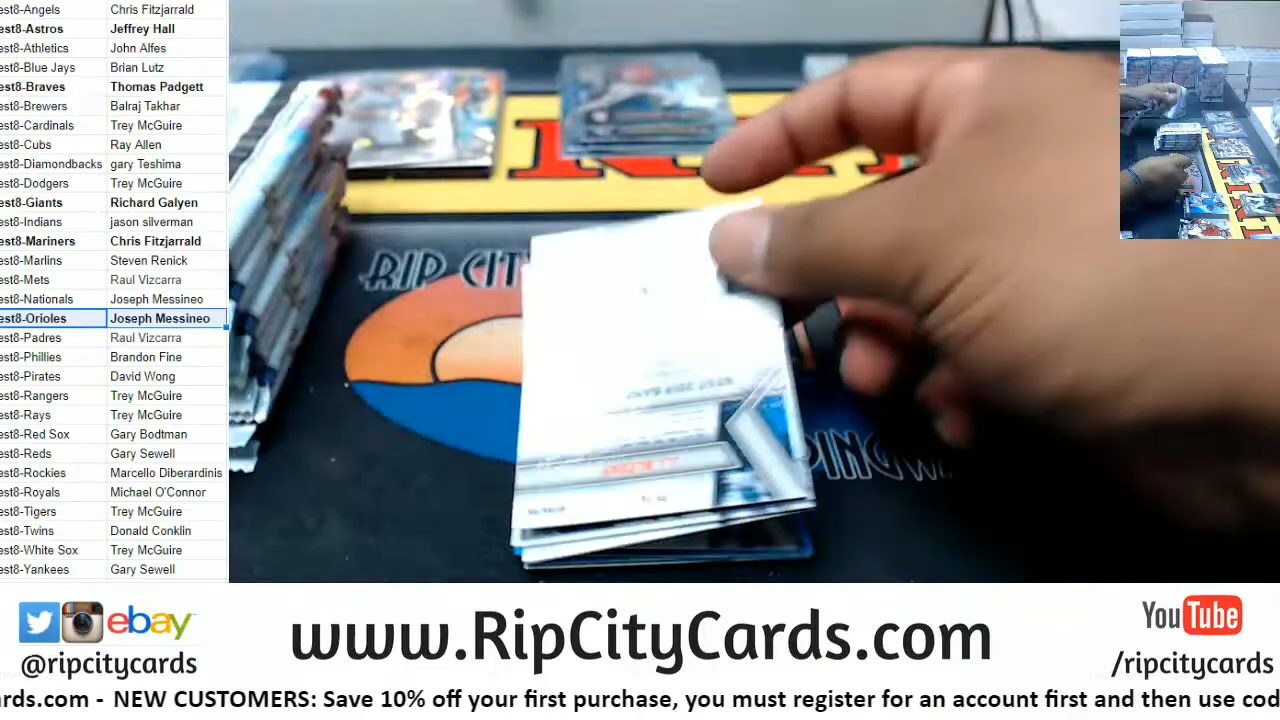 est8-Angels Chris Fitzjarrald
est8-Astros Jeffrey Hall
est8-Athletics John Alfes
est8-Blue Jays Brian Lutz
est8-Braves Thomas Padgett
est8-Brewers Balraj Takhar
est8-Cardinals Trey McGuire
est8-Cubs Ray Allen
est8-Diamondbacks gary Teshima
est8-Dodgers Trey McGuire
est8-Giants Richard Galyen
est8-Indians jason silverman
est8-Mariners Chris Fitzjarrald
est8-Marlins Steven Renick
est8-Mets Raul Vizcarra
est8-Nationals Joseph Messineo
est8-Orioles Joseph Messineo
est8-Padres Raul Vizcarra
est8-Phillies Brandon Fine
est8-Pirates David Wong
est8-Rangers Trey McGuire
est8-Rays Trey McGuire
est8-Red Sox Gary Bodtman
est8-Reds Gary Sewell
est8-Rockies Marcello Diberardinis
est8-Royals Michael O'Connor
est8-Tigers Trey McGuire
est8-Twins Donald Conklin
est8-White Sox Trey McGuire
est8-Yankees Gary Sewell
RIP CIT
ebay
@ripcitycards
www.RipCityCards.com
YouTube
/ripcitycards
ards.com - NEW CUSTOMERS: Save 10% off your first purchase, you must register for an account first and then use cod